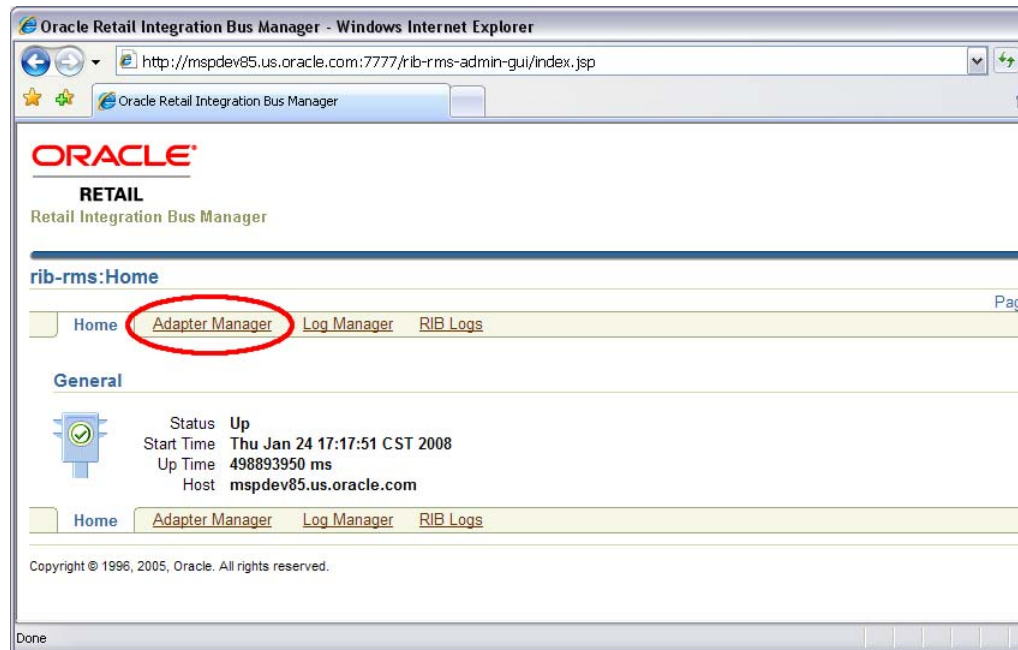 Oracle Retail Integration Bus Manager - Windows Internet Explorer
http://mspdev85.us.oracle.com:7777/rib-rms-admin-gui/index.jsp
Oracle Retail Integration Bus Manager
ORACLE®
RETAIL
Retail Integration Bus Manager
rib-rms:Home
Pag
Home Adapter Manager Log Manager RIB Logs
General
Status Up
Start Time Thu Jan 24 17:17:51 CST 2008
Up Time 498893950 ms
Host mspdev85.us.oracle.com
Home Adapter Manager Log Manager RIB Logs
Copyright © 1996, 2005, Oracle. All rights reserved.
Done